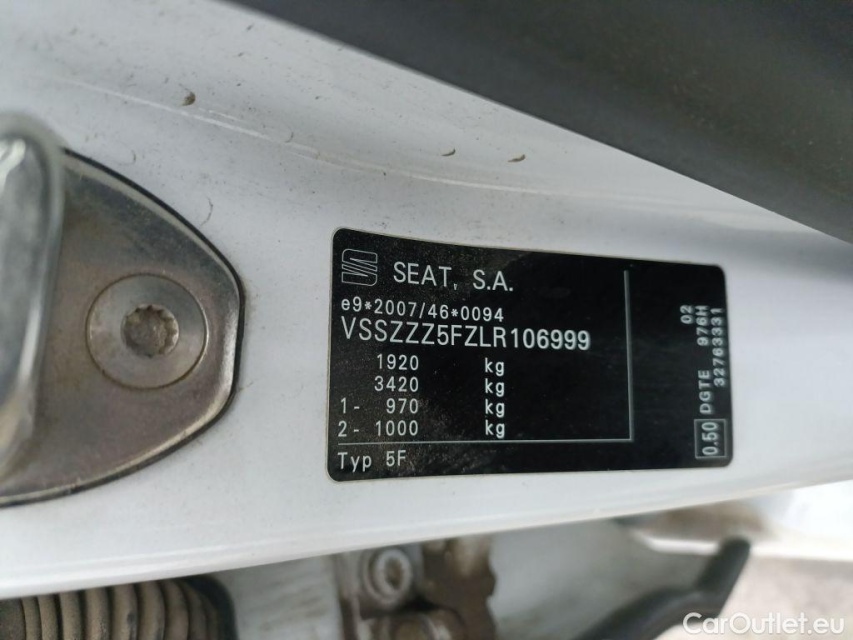 SEAT, S.A.
e9*2007/46*0094
VSSZZZ5FZLR106999
1920 kg
3420 kg
1- 970 kg
2- 1000 kg
Typ 5F
02
976H
32763331
0.50 DGTE
CarOutlet.eu